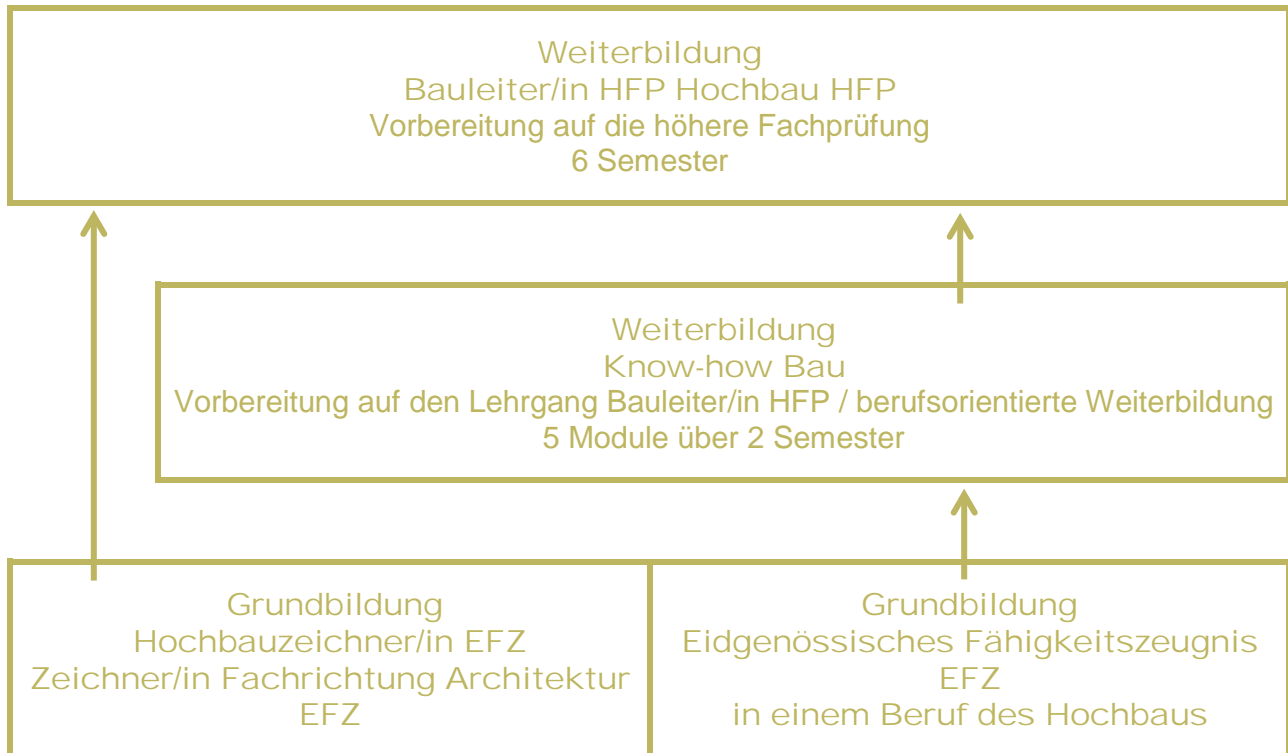 Weiterbildung
Bauleiter/in HFP Hochbau HFP
Vorbereitung auf die höhere Fachprüfung
6 Semester
Weiterbildung
Know-how Bau
Vorbereitung auf den Lehrgang Bauleiter/in HFP / berufsorientierte Weiterbildung
5 Module über 2 Semester
Grundbildung
Hochbauzeichner/in EFZ
Zeichner/in Fachrichtung Architektur
EFZ
Grundbildung
Eidgenössisches Fähigkeitszeugnis
EFZ
in einem Beruf des Hochbaus